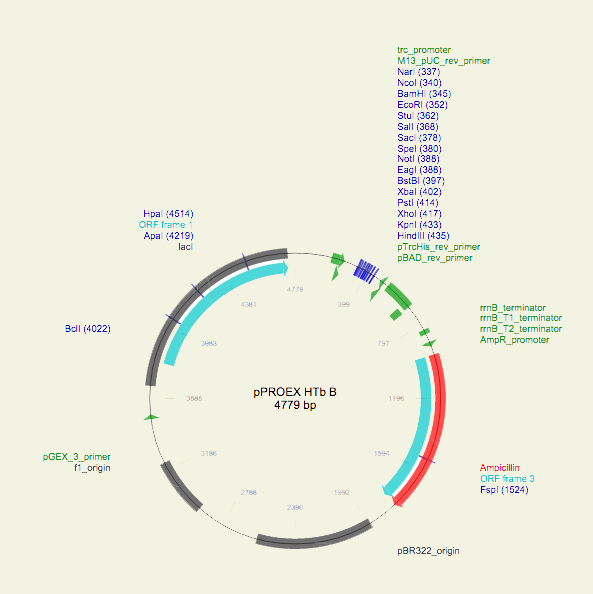 trc_promoter
M13_pUC_rev_primer
NarI (337)
NcoI (340)
BamHI (345)
EcoRI (352)
StuI (362)
SalI (368)
SacI (378)
SpeI (380)
NotI (388)
EagI (388)
BstBI (397)
XbaI (402)
PstI (414)
XhoI (417)
KpnI (433)
HindIII (435)
pTrcHis_rev_primer
pBAD_rev_primer
HpaI (4514)
ORF frame 1
ApaI (4219)
lacI
BclI (4022)
rrnB_terminator
rrnB_T1_terminator
rrnB_T2_terminator
AmpR_promoter
4779
399
797
1195
1594
1992
2390
2788
3186
3585
3983
4381
pPROEX HTb B
4779 bp
pGEX_3_primer
f1_origin
Ampicillin
ORF frame 3
FspI (1524)
pBR322_origin